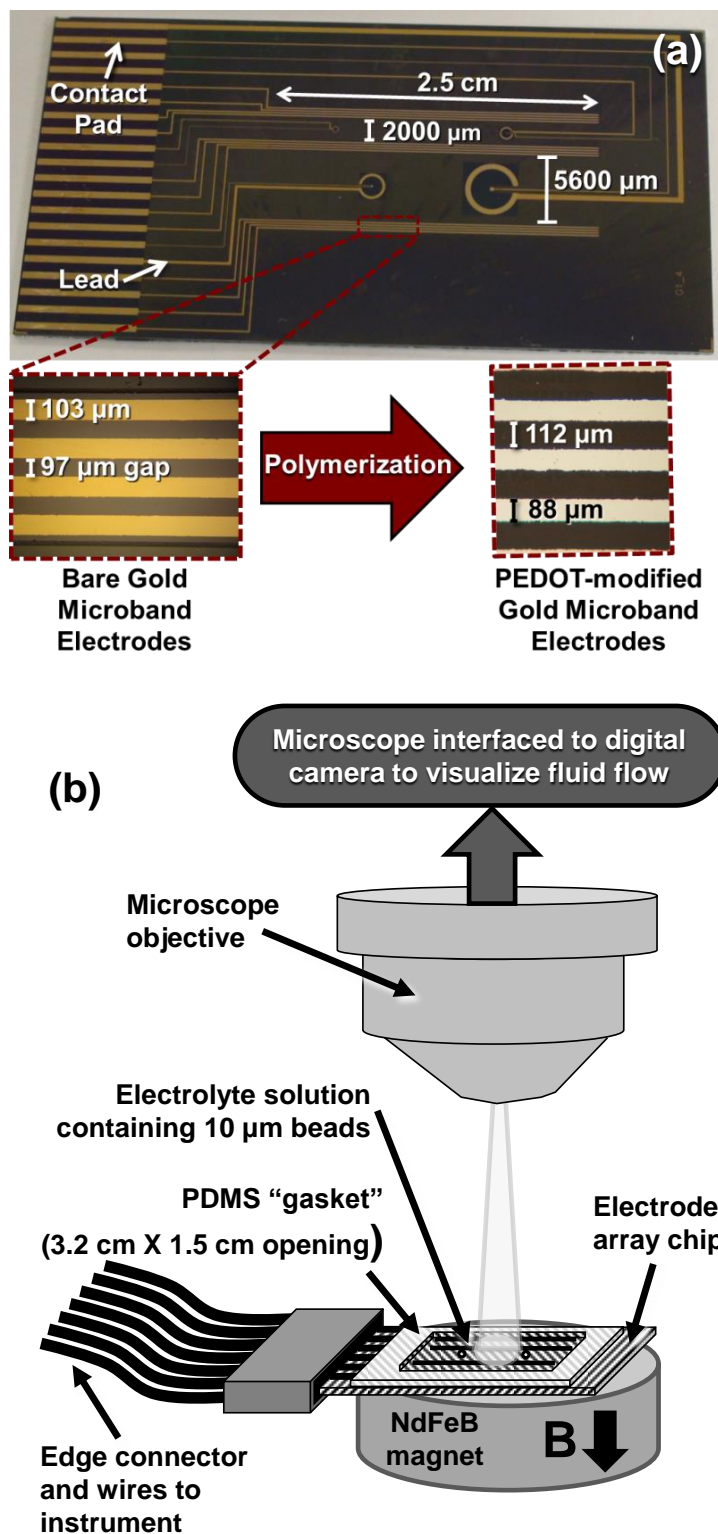 (a)
Contact
Pad
2.5 cm
2000 µm
5600 µm
Lead
G1_4
103 µm
97 µm gap
Polymerization
112 µm
88 µm
Bare Gold
Microband
Electrodes
PEDOT-modified
Gold Microband
Electrodes
(b)
Microscope interfaced to digital
camera to visualize fluid flow
Microscope
objective
Electrolyte solution
containing 10 µm beads
PDMS “gasket”
(3.2 cm X 1.5 cm opening)
Electrode
array chip
NdFeB
magnet
B
Edge connector
and wires to
instrument